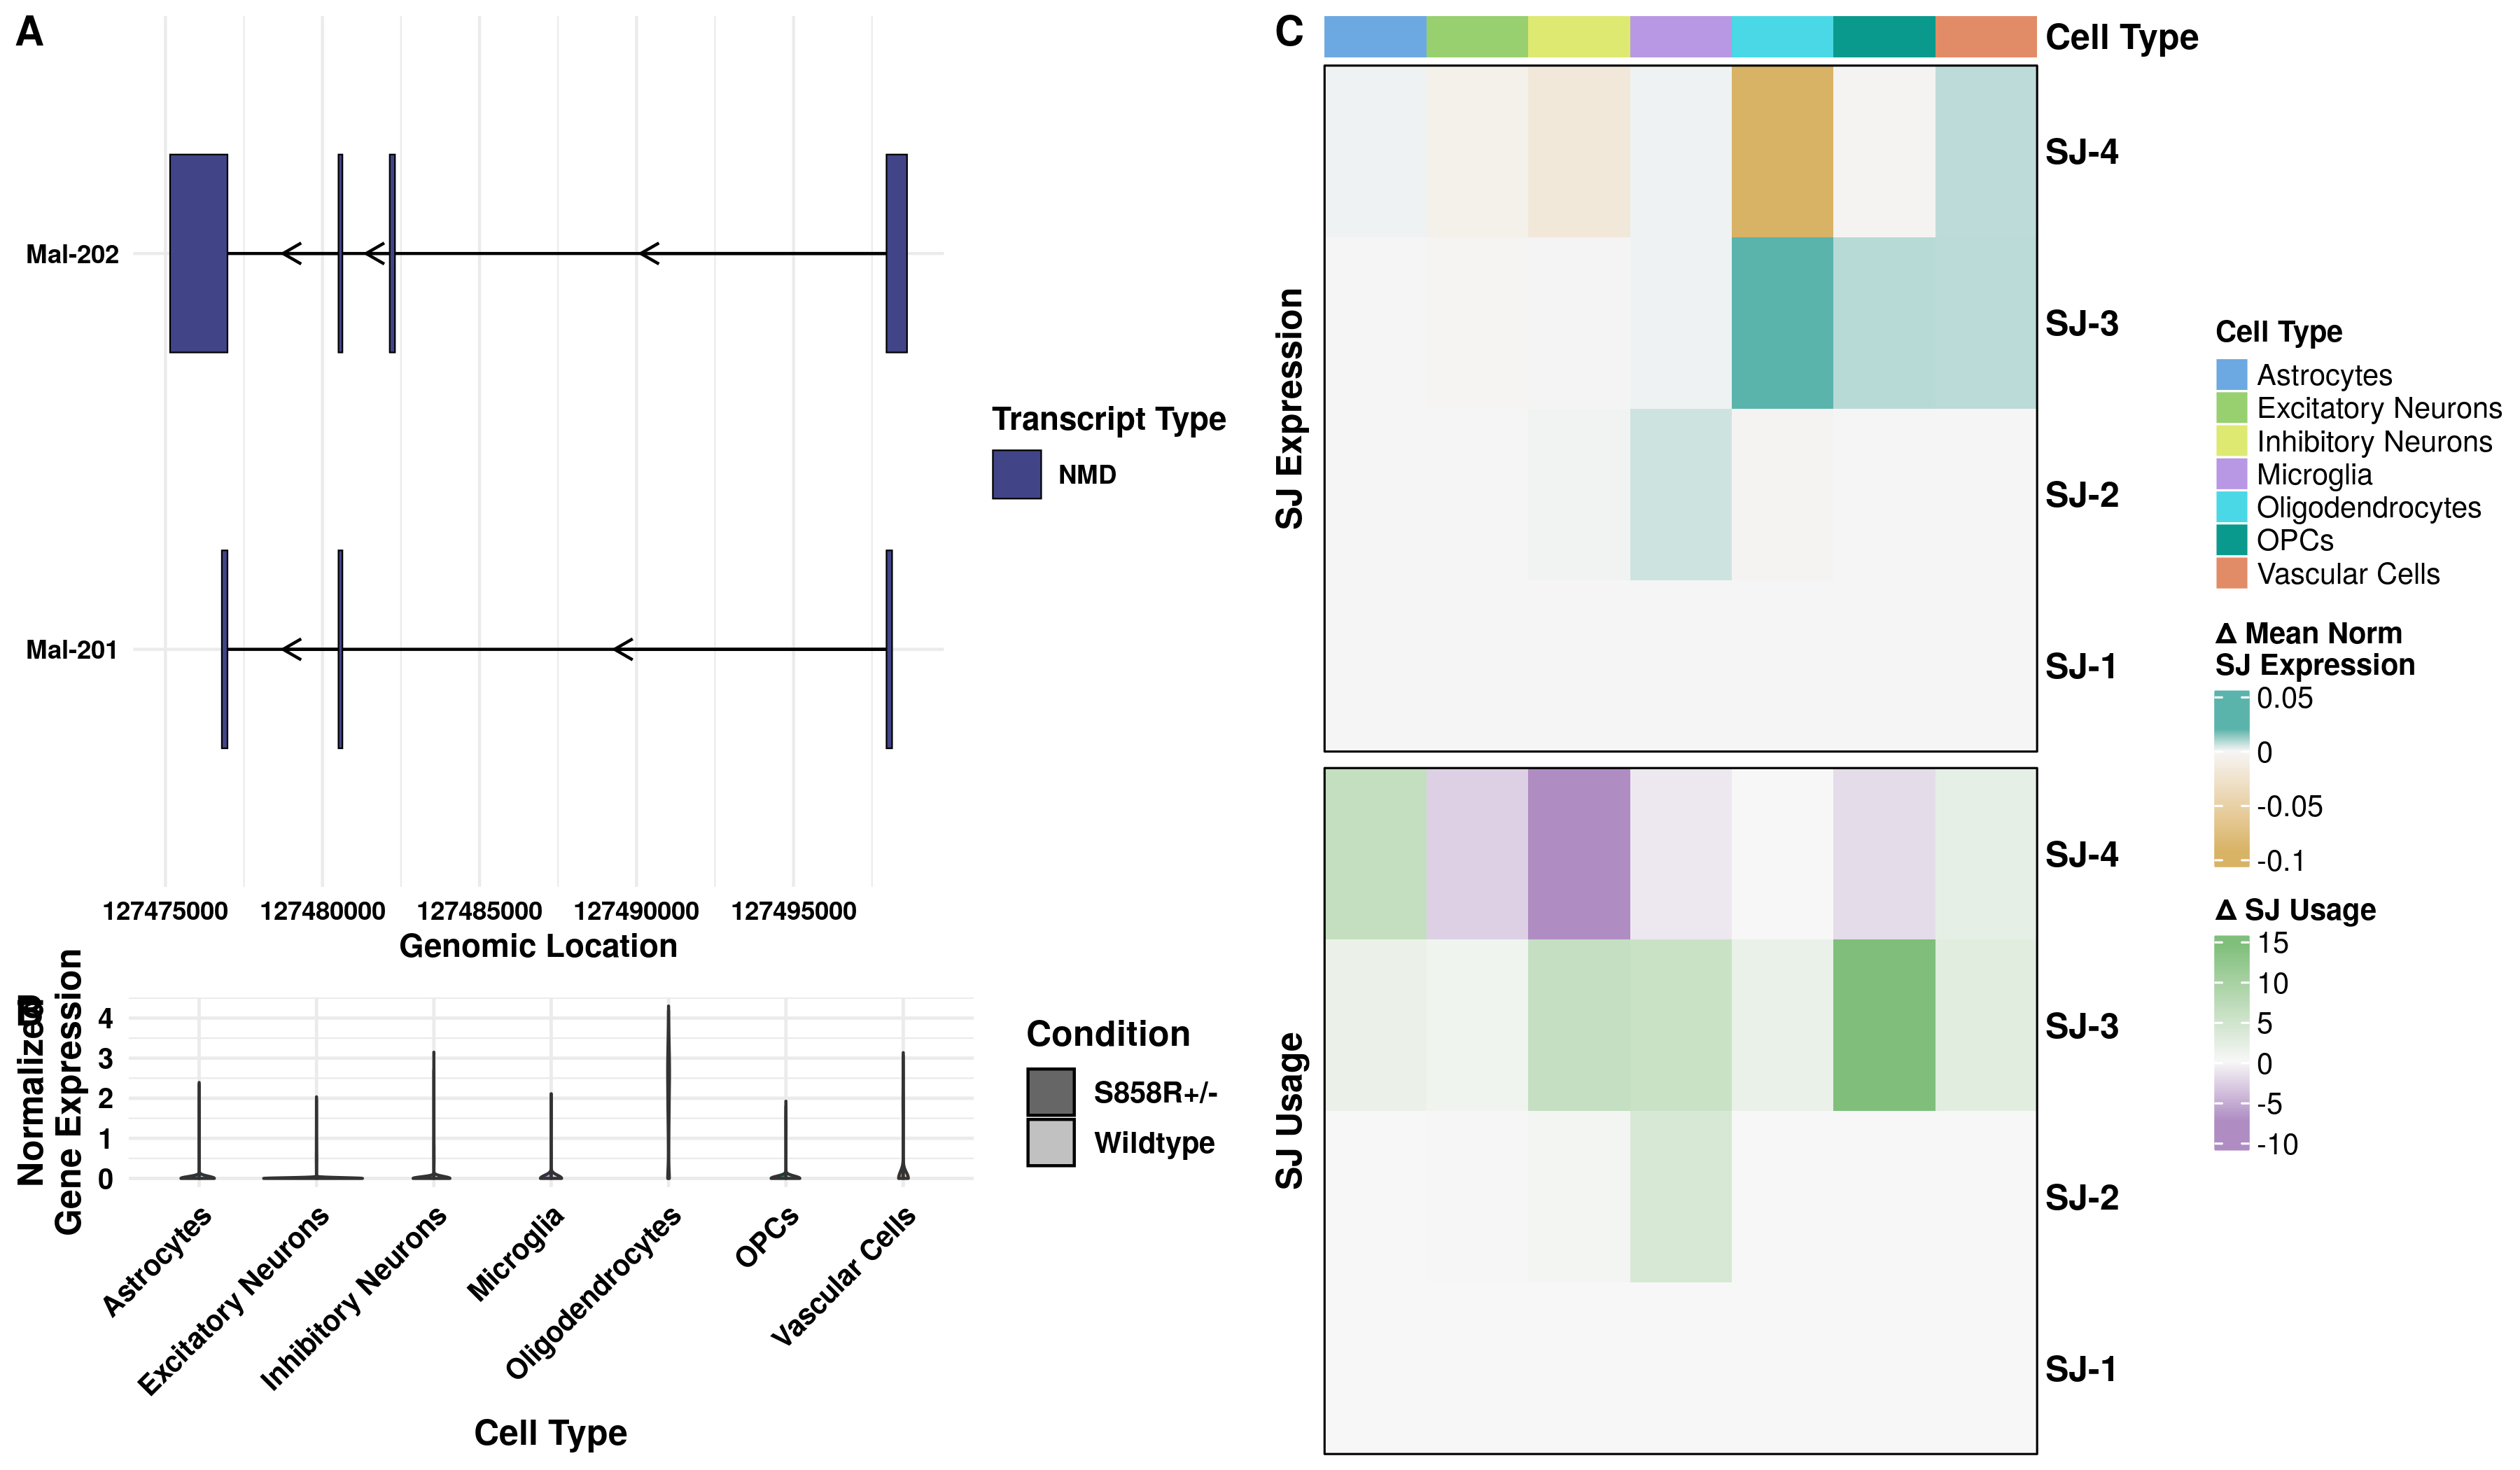 A
Mal-202
Mal-201
127475000 127480000 127485000 127490000 127495000
Genomic Location
Transcript Type
NMD
Normalized
Gene Expression
4
3
2
1
0
Astrocytes
Excitatory Neurons
Inhibitory Neurons
Microglia
Oligodendrocytes
OPCs
Vascular Cells
Cell Type
Condition
S858R+/-
Wildtype
C
Cell Type
SJ Expression
SJ-4
SJ-3
SJ-2
SJ-1
SJ Usage
SJ-4
SJ-3
SJ-2
SJ-1
Cell Type
Astrocytes
Excitatory Neurons
Inhibitory Neurons
Microglia
Oligodendrocytes
OPCs
Vascular Cells
Δ Mean Norm
SJ Expression
0.05
0
-0.05
-0.1
Δ SJ Usage
15
10
5
0
-5
-10